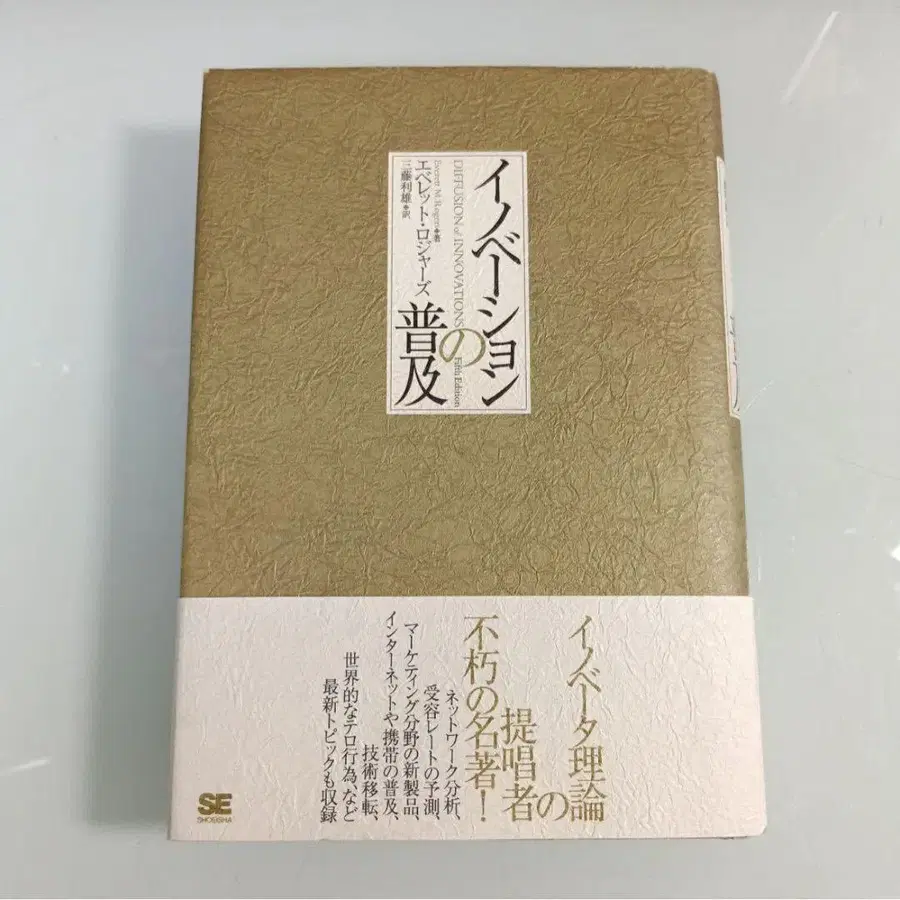 イノベーション
の
普及
DIFFUSION of INNOVATIONS Fifth Edition
Everett M. Rogers◆著
エベレット・ロジャーズ
三藤利雄◆訳
イノベータ理論
の
提唱者
不朽の名著！
ネットワーク分析、
受容レートの予測、
マーケティング分野の新製品、
インターネットや携帯の普及、
技術移転、
世界的なテロ行為、など
最新トピックも収録
SE
SHOEISHA